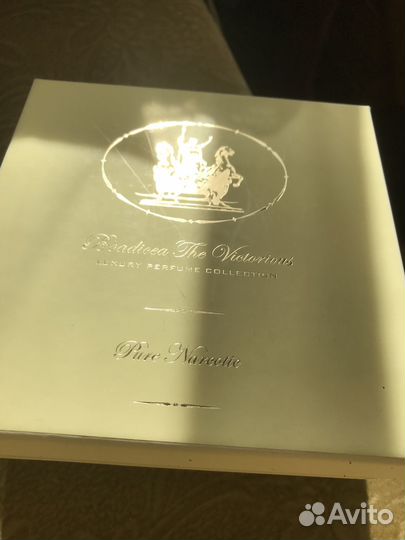 Boadicea The Victorious
LUXURY PERFUME COLLECTION
Pure Narcotic
Avito